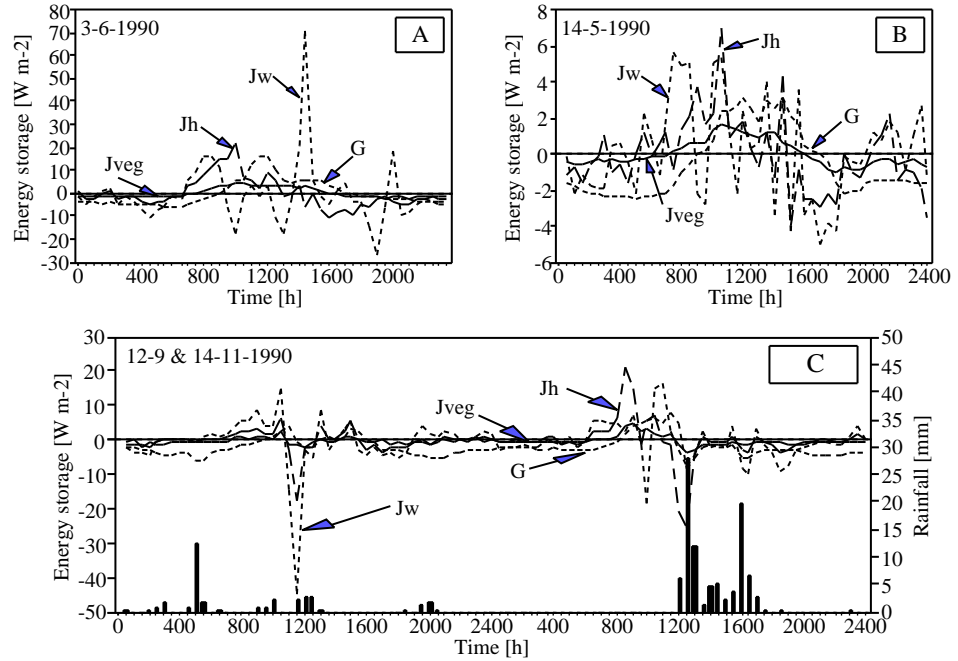 80
70
60
50
40
30
20
10
0
-10
-20
-30
Energy storage [W m-2]
3-6-1990
A
Jw
Jh
G
Jveg
0 400 800 1200 1600 2000
Time [h]
8
6
4
2
0
-2
-4
-6
Energy storage [W m-2]
14-5-1990
B
Jh
Jw
G
Jveg
0 400 800 1200 1600 2000 2400
Time [h]
30
20
10
0
-10
-20
-30
-40
-50
Energy storage [W m-2]
12-9 & 14-11-1990
C
Jh
Jveg
G
Jw
50
45
40
35
30
25
20
15
10
5
0
Rainfall [mm]
0 400 800 1200 1600 2000 2400 400 800 1200 1600 2000 2400
Time [h]